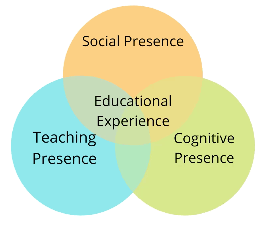 Social Presence
Educational
Experience
Teaching
Presence
Cognitive
Presence